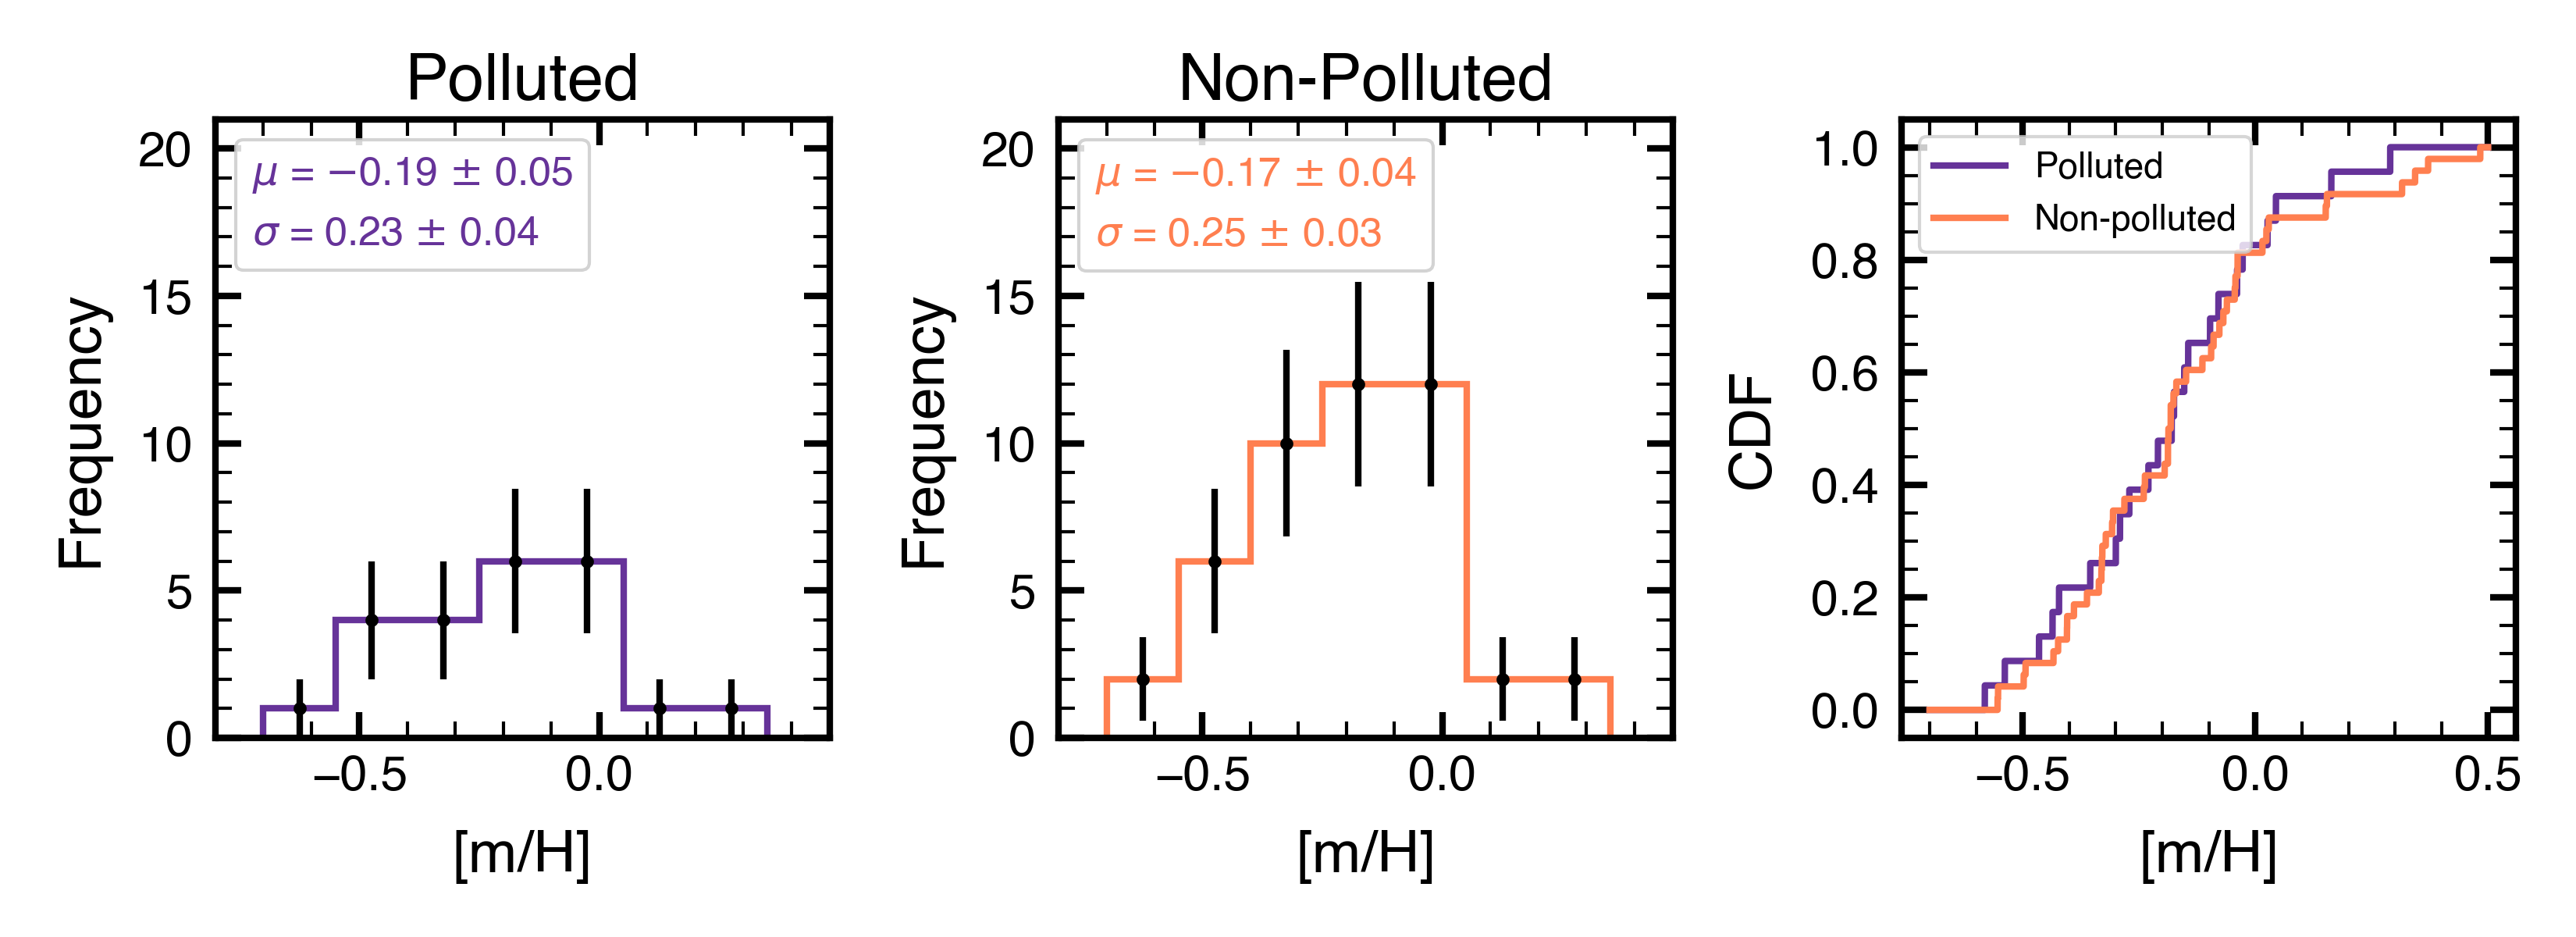 Polluted
20
15
10
5
0
Frequency
μ = −0.19 ± 0.05
σ = 0.23 ± 0.04
−0.5
0.0
[m/H]
Non-Polluted
20
15
10
5
0
Frequency
μ = −0.17 ± 0.04
σ = 0.25 ± 0.03
−0.5
0.0
[m/H]
1.0
0.8
0.6
0.4
0.2
0.0
CDF
Polluted
Non-polluted
−0.5
0.0
0.5
[m/H]